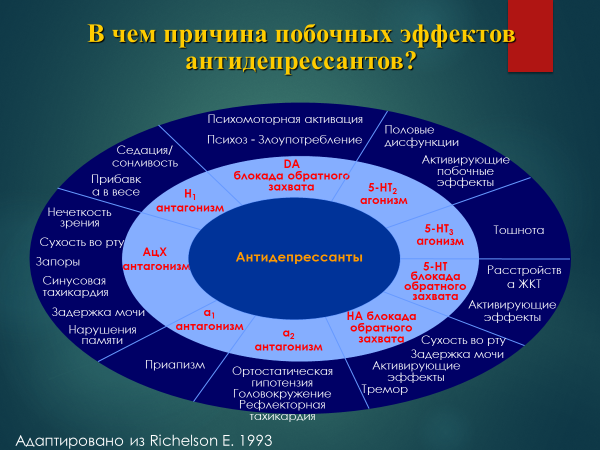 В чем причина побочных эффектов
антидепрессантов?
Психомоторная активация
Психоз - Злоупотребление
Половые
дисфункции
Активирующие
побочные
эффекты
Тошнота
Расстройств
а ЖКТ
Активирующие
эффекты
Сухость во рту
Задержка мочи
Активирующие
эффекты
Тремор
Ортостатическая
гипотензия
Головокружение
Рефлекторная
тахикардия
Приапизм
Нечеткость
зрения
Сухость во рту
Запоры
Синусовая
тахикардия
Задержка мочи
Нарушения
памяти
Седация/
сонливость
Прибавк
а в весе
DA
блокада обратного
захвата
5-HT2
агонизм
5-HT3
агонизм
5-HT
блокада
обратного
захвата
НА блокада
обратного
захвата
a2
антагонизм
a1
антагонизм
АцХ
антагонизм
H1
антагонизм
Антидепрессанты
Адаптировано из Richelson E. 1993